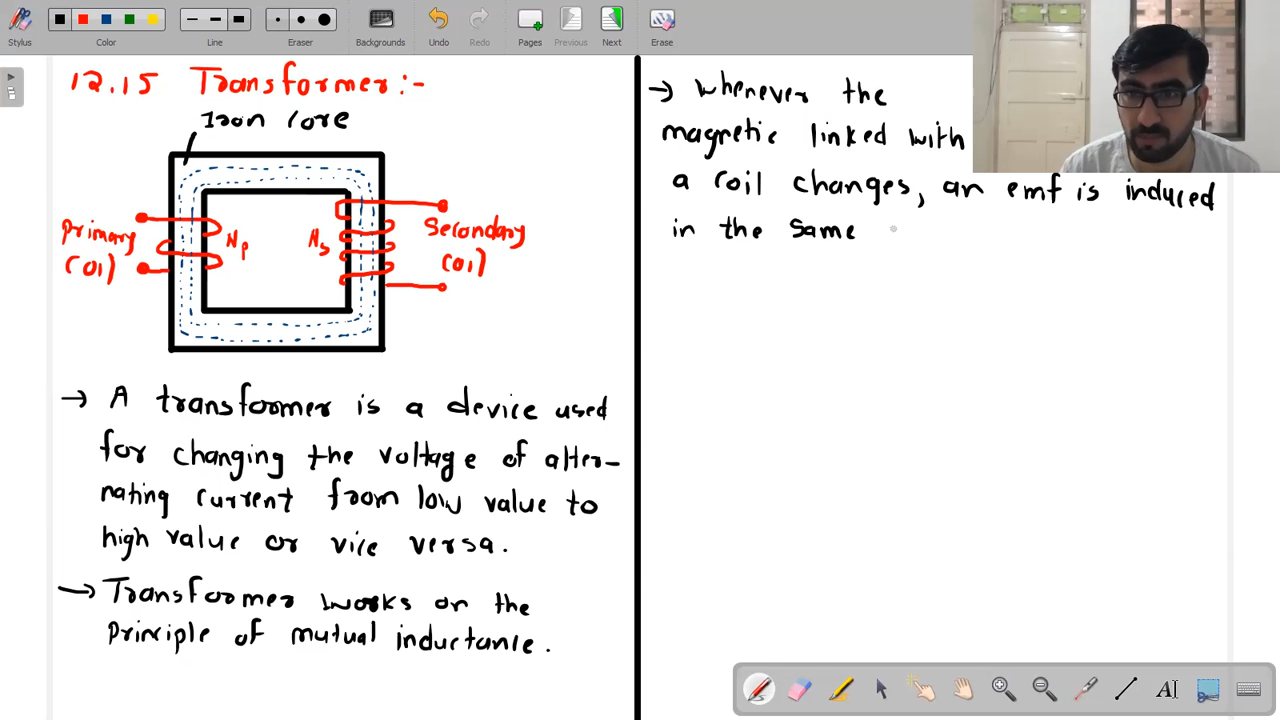 Stylus
Color
Line
Eraser
Backgrounds
Undo
Redo
Pages
Previous
Next
Erase
12.15 Transformer:-
Iron core
Primary
coil
Np
Ns
Secondary
coil
→ A transformer is a device used
for changing the voltage of alter-
nating current from low value to
high value or vice versa.
→ Transformer works on the
principle of mutual inductance.
→ Whenever the
magnetic linked with
a coil changes, an emf is induced
in the same